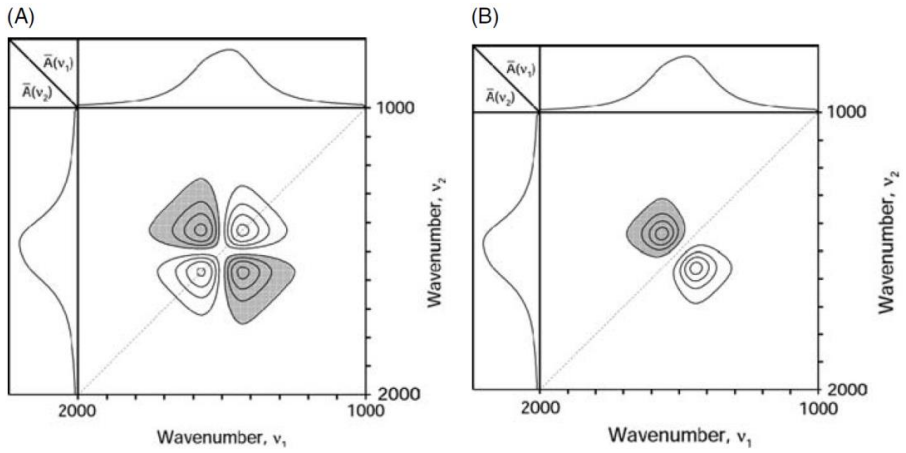 (A)
Ā(ν₁)
Ā(ν₂)
1000
Wavenumber, ν₂
2000
2000
1000
Wavenumber, ν₁
(B)
Ā(ν₁)
Ā(ν₂)
1000
Wavenumber, ν₂
2000
2000
1000
Wavenumber, ν₁